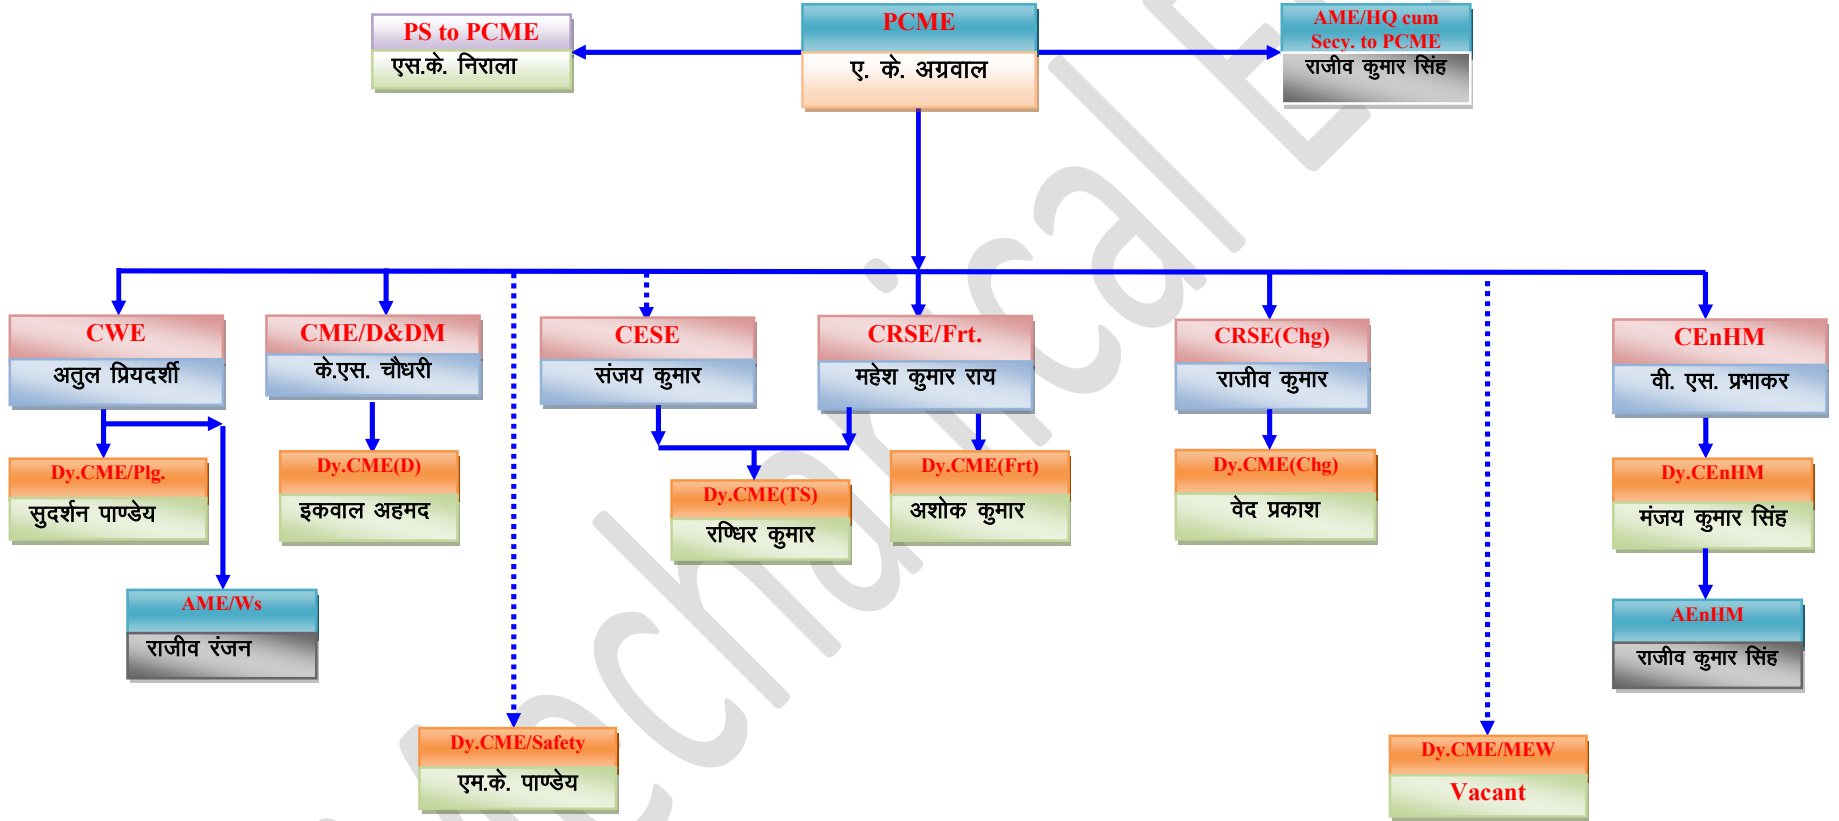 PS to PCME
एस.के. निराला
PCME
ए. के. अग्रवाल
AME/HQ cum
Secy. to PCME
राजीव कुमार सिंह
CWE
अतुल प्रियदर्शी
CME/D&DM
के.एस. चौधरी
CESE
संजय कुमार
CRSE/Frt.
महेश कुमार राय
CRSE(Chg)
राजीव कुमार
CEnHM
वी. एस. प्रभाकर
Dy.CME/Plg.
सुदर्शन पाण्डेय
Dy.CME(D)
इकवाल अहमद
Dy.CME(TS)
रण्धिर कुमार
Dy.CME(Frt)
अशोक कुमार
Dy.CME(Chg)
वेद प्रकाश
Dy.CEnHM
मंजय कुमार सिंह
AME/Ws
राजीव रंजन
AEnHM
राजीव कुमार सिंह
Dy.CME/Safety
एम.के. पाण्डेय
Dy.CME/MEW
Vacant
Mechanical E